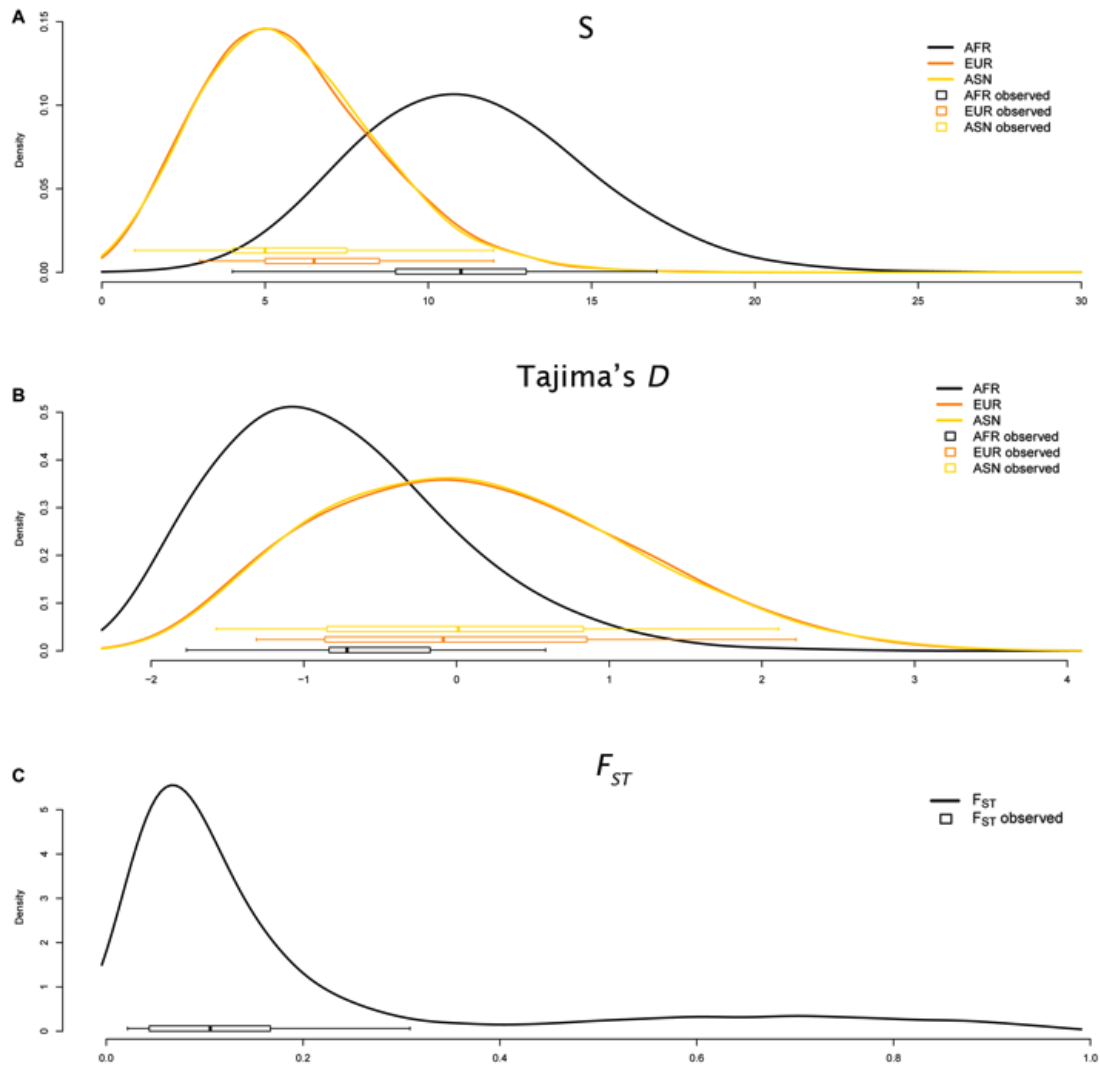 A
S
0.15
0.10
0.05
0.00
Density
AFR
EUR
ASN
AFR observed
EUR observed
ASN observed
0 5 10 15 20 25 30
B
Tajima's D
0.5
0.4
0.3
0.2
0.1
0.0
Density
AFR
EUR
ASN
AFR observed
EUR observed
ASN observed
−2 −1 0 1 2 3 4
C
FST
5
4
3
2
1
0
Density
FST
FST observed
0.0 0.2 0.4 0.6 0.8 1.0